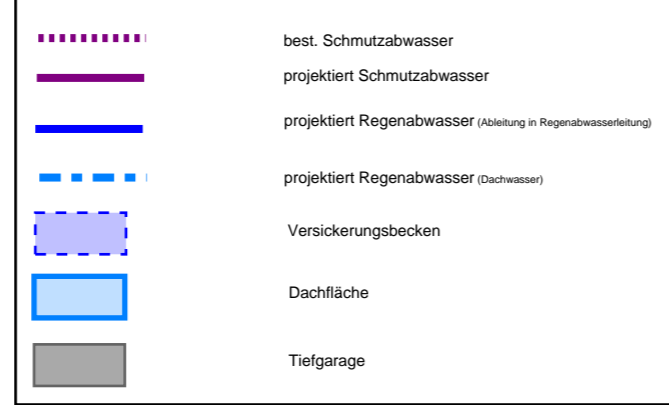 best. Schmutzabwasser
projektiert Schmutzabwasser
projektiert Regenabwasser (Ableitung in Regenabwasserleitung)
projektiert Regenabwasser (Dachwasser)
Versickerungsbecken
Dachfläche
Tiefgarage